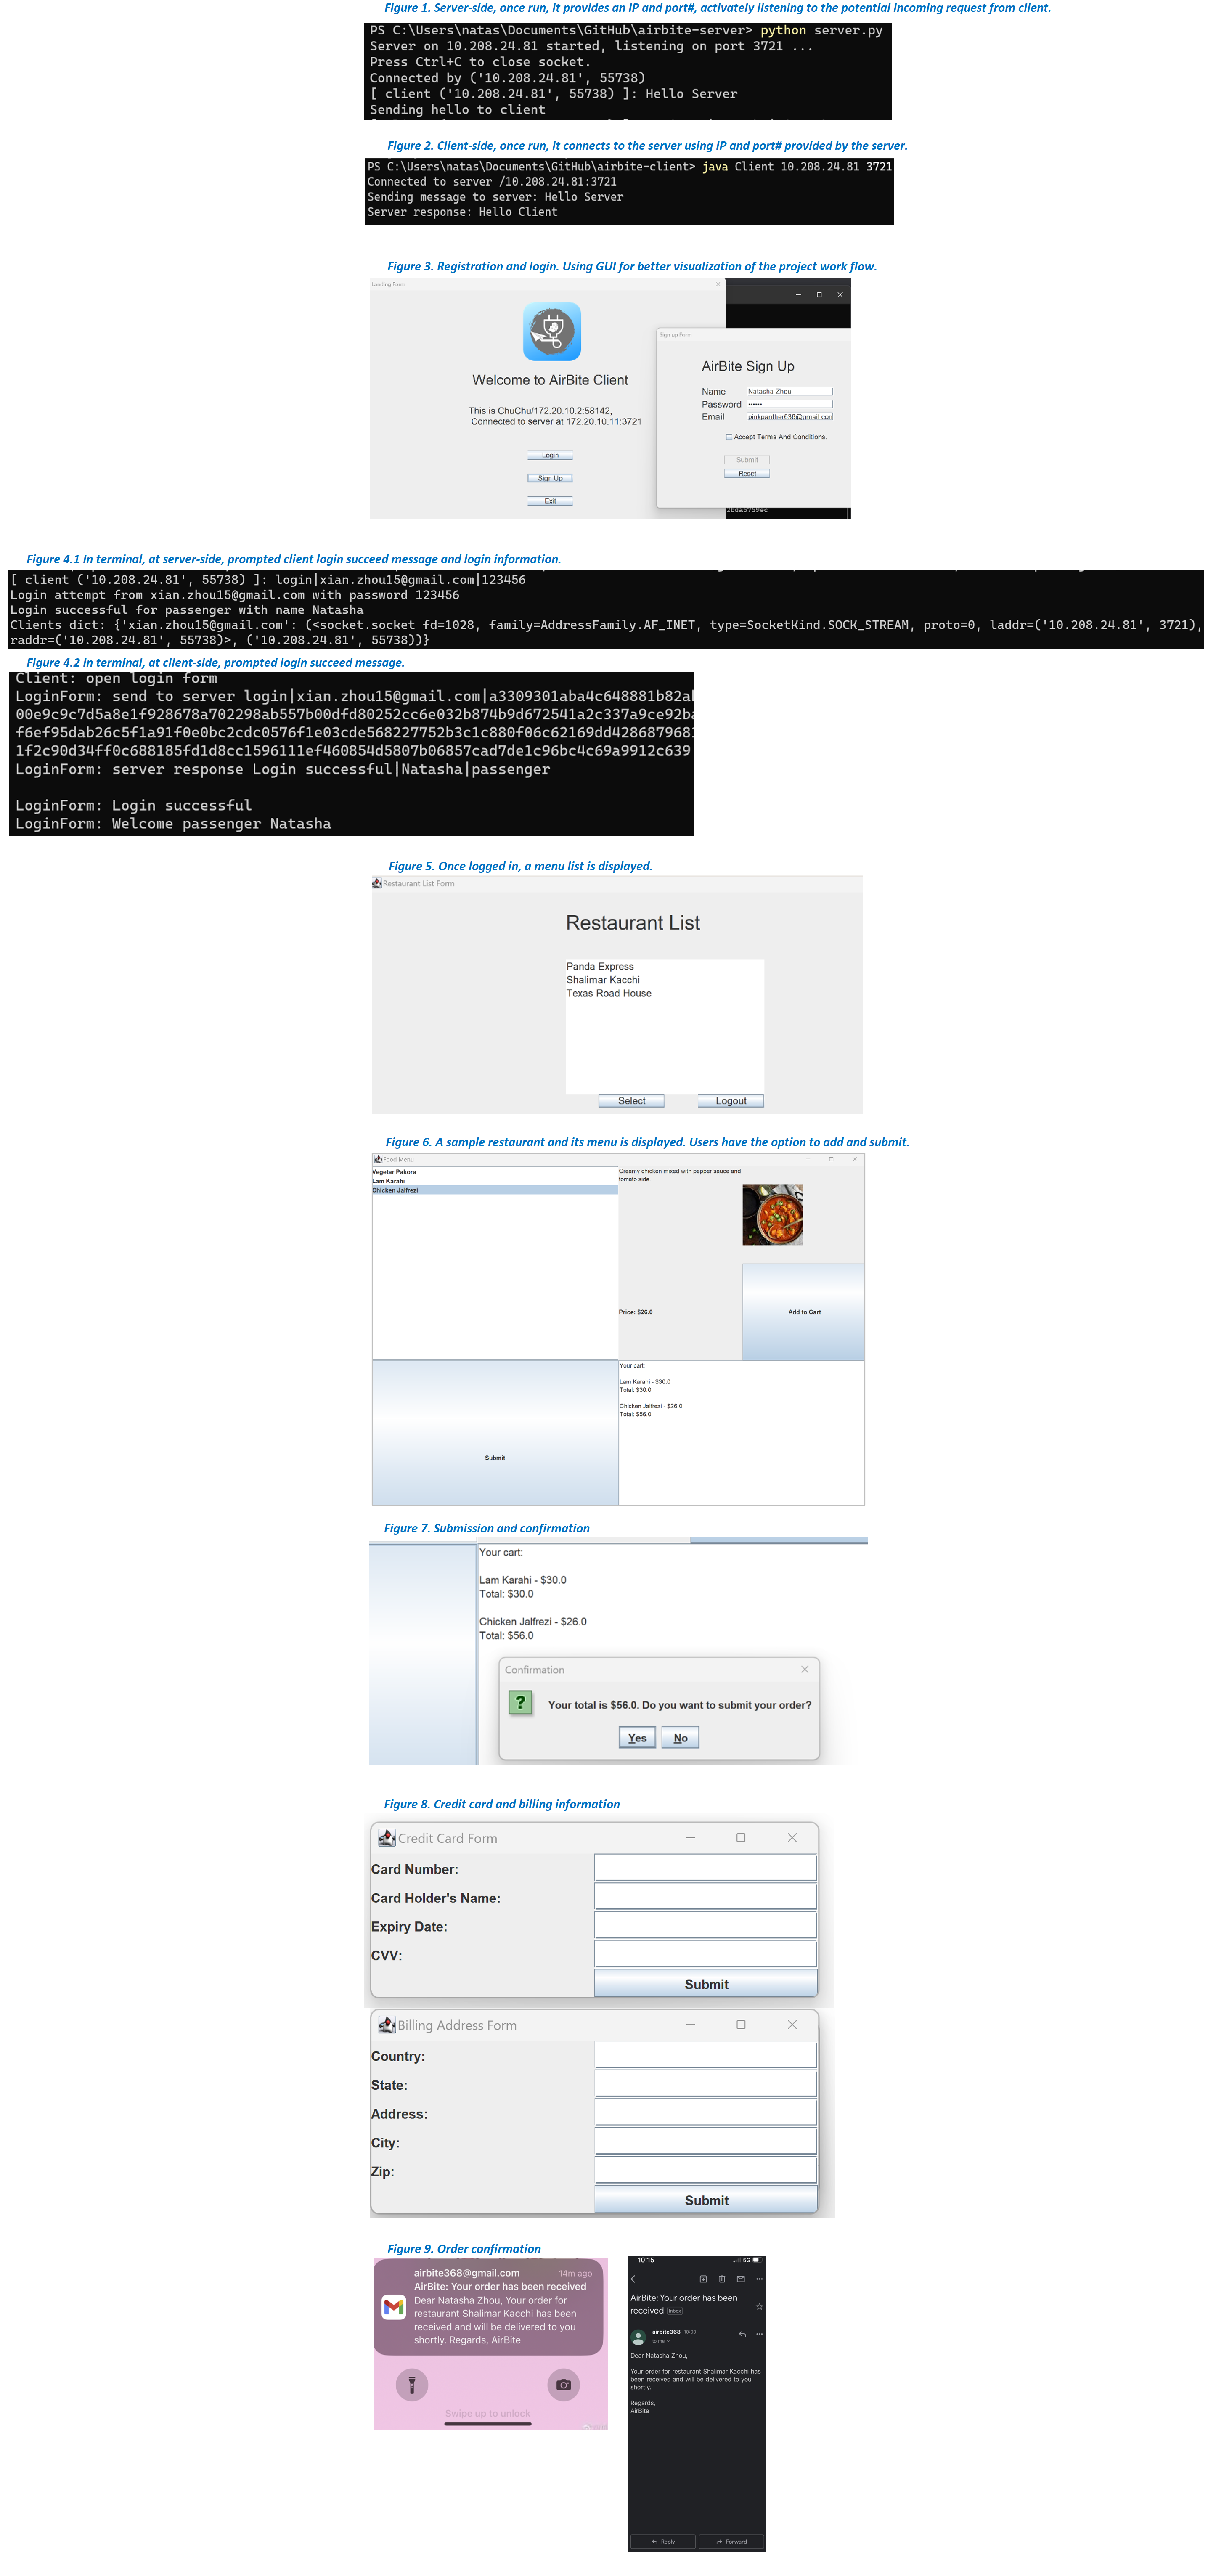 Figure 1. Server-side, once run, it provides an IP and port#, activately listening to the potential incoming request from client.
PS C:\Users\natas\Documents\GitHub\airbite-server> python server.py
Server on 10.208.24.81 started, listening on port 3721 ...
Press Ctrl+C to close socket.
Connected by ('10.208.24.81', 55738)
[ client ('10.208.24.81', 55738) ]: Hello Server
Sending hello to client
Figure 2. Client-side, once run, it connects to the server using IP and port# provided by the server.
PS C:\Users\natas\Documents\GitHub\airbite-client> java Client 10.208.24.81 3721
Connected to server /10.208.24.81:3721
Sending message to server: Hello Server
Server response: Hello Client
Figure 3. Registration and login. Using GUI for better visualization of the project work flow.
Landing Form
Welcome to AirBite Client
This is ChuChu/172.20.10.2:58142,
Connected to server at 172.20.10.11:3721
Login
Sign Up
Exit
Sign up Form
AirBite Sign Up
Name Natasha Zhou
Password ••••••
Email pinkpanther636@gmail.com
Accept Terms And Conditions.
Submit
Reset
2bda5759ec
Figure 4.1 In terminal, at server-side, prompted client login succeed message and login information.
[ client ('10.208.24.81', 55738) ]: login|xian.zhou15@gmail.com|123456
Login attempt from xian.zhou15@gmail.com with password 123456
Login successful for passenger with name Natasha
Clients dict: {'xian.zhou15@gmail.com': (<socket.socket fd=1028, family=AddressFamily.AF_INET, type=SocketKind.SOCK_STREAM, proto=0, laddr=('10.208.24.81', 3721),
raddr=('10.208.24.81', 55738)>, ('10.208.24.81', 55738))}
Figure 4.2 In terminal, at client-side, prompted login succeed message.
Client: open login form
LoginForm: send to server login|xian.zhou15@gmail.com|a3309301aba4c648881b82a
00e9c9c7d5a8e1f928678a702298ab557b00dfd80252cc6e032b874b9d672541a2c337a9ce92b
f6ef95dab26c5f1a91f0e0bc2cdc0576f1e03cde568227752b3c1c880f06c62169dd428687968
1f2c90d34ff0c688185fd1d8cc1596111ef460854d5807b06857cad7de1c96bc4c69a9912c639
LoginForm: server response Login successful|Natasha|passenger
LoginForm: Login successful
LoginForm: Welcome passenger Natasha
Figure 5. Once logged in, a menu list is displayed.
Restaurant List Form
Restaurant List
Panda Express
Shalimar Kacchi
Texas Road House
Select
Logout
Figure 6. A sample restaurant and its menu is displayed. Users have the option to add and submit.
Food Menu
Vegetar Pakora
Lam Karahi
Chicken Jalfrezi
Creamy chicken mixed with pepper sauce and
tomato side.
Price: $26.0
Add to Cart
Submit
Your cart:
Lam Karahi - $30.0
Total: $30.0
Chicken Jalfrezi - $26.0
Total: $56.0
Figure 7. Submission and confirmation
Your cart:
Lam Karahi - $30.0
Total: $30.0
Chicken Jalfrezi - $26.0
Total: $56.0
Confirmation
Your total is $56.0. Do you want to submit your order?
Yes
No
Figure 8. Credit card and billing information
Credit Card Form
Card Number:
Card Holder's Name:
Expiry Date:
CVV:
Submit
Billing Address Form
Country:
State:
Address:
City:
Zip:
Submit
Figure 9. Order confirmation
airbite368@gmail.com 14m ago
AirBite: Your order has been received
Dear Natasha Zhou, Your order for
restaurant Shalimar Kacchi has been
received and will be delivered to you
shortly. Regards, AirBite
Swipe up to unlock
10:15
5G
AirBite: Your order has been
received Inbox
airbite368 10:00
to me
Dear Natasha Zhou,
Your order for restaurant Shalimar Kacchi has
been received and will be delivered to you
shortly.
Regards,
AirBite
Reply
Forward